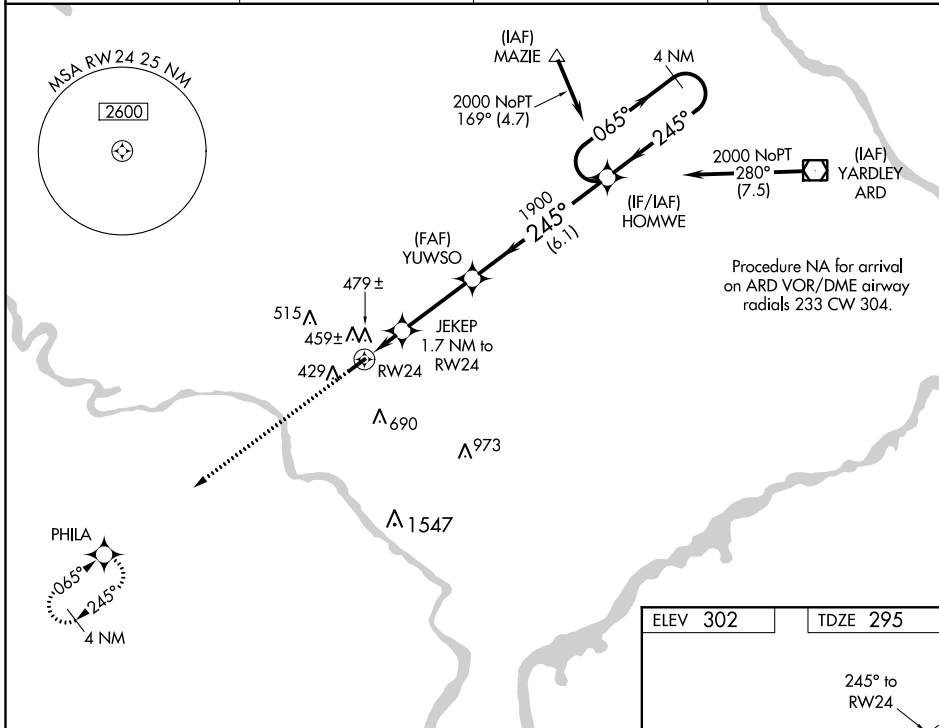 MSA RW24 25 NM
2600
(IAF)
MAZIE
2000 NoPT
169° (4.7)
4 NM
065°
245°
2000 NoPT
280°
(7.5)
(IAF)
YARDLEY
ARD
(IF/IAF)
HOMWE
1900
245°
(6.1)
(FAF)
YUWSO
Procedure NA for arrival
on ARD VOR/DME airway
radials 233 CW 304.
479±
515
459±
JEKEP
1.7 NM to
RW24
429
RW24
690
973
1547
PHILA
065°
245°
4 NM
ELEV 302
TDZE 295
245° to
RW24